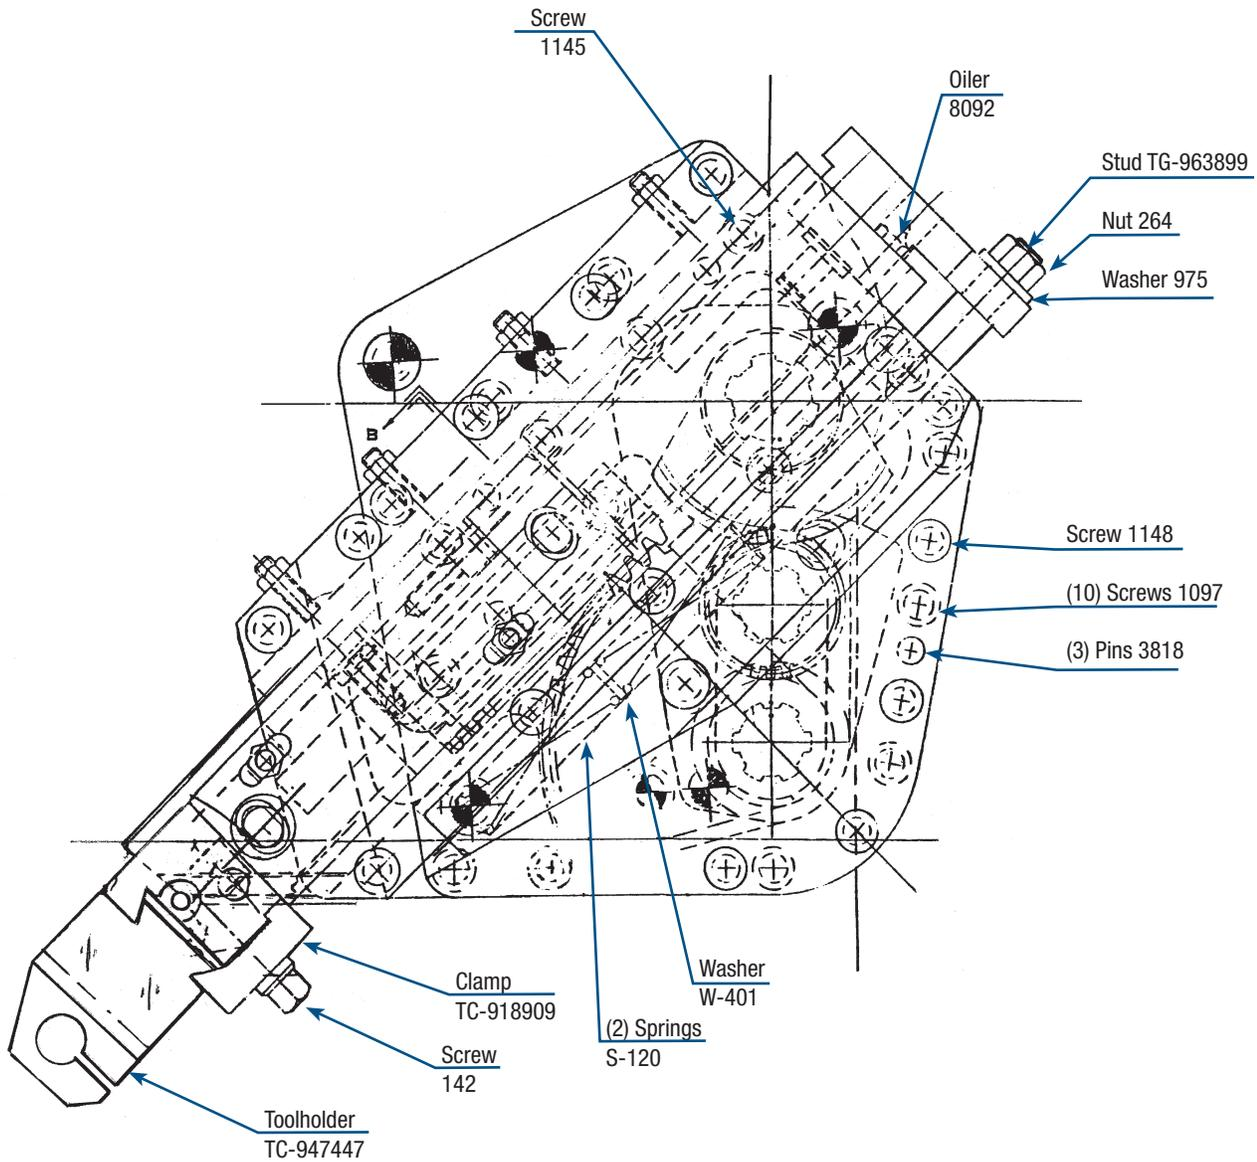 Screw
1145
Oiler
8092
Stud TG-963899
Nut 264
Washer 975
B
Screw 1148
(10) Screws 1097
(3) Pins 3818
Washer
W-401
Clamp
TC-918909
(2) Springs
S-120
Screw
142
Toolholder
TC-947447